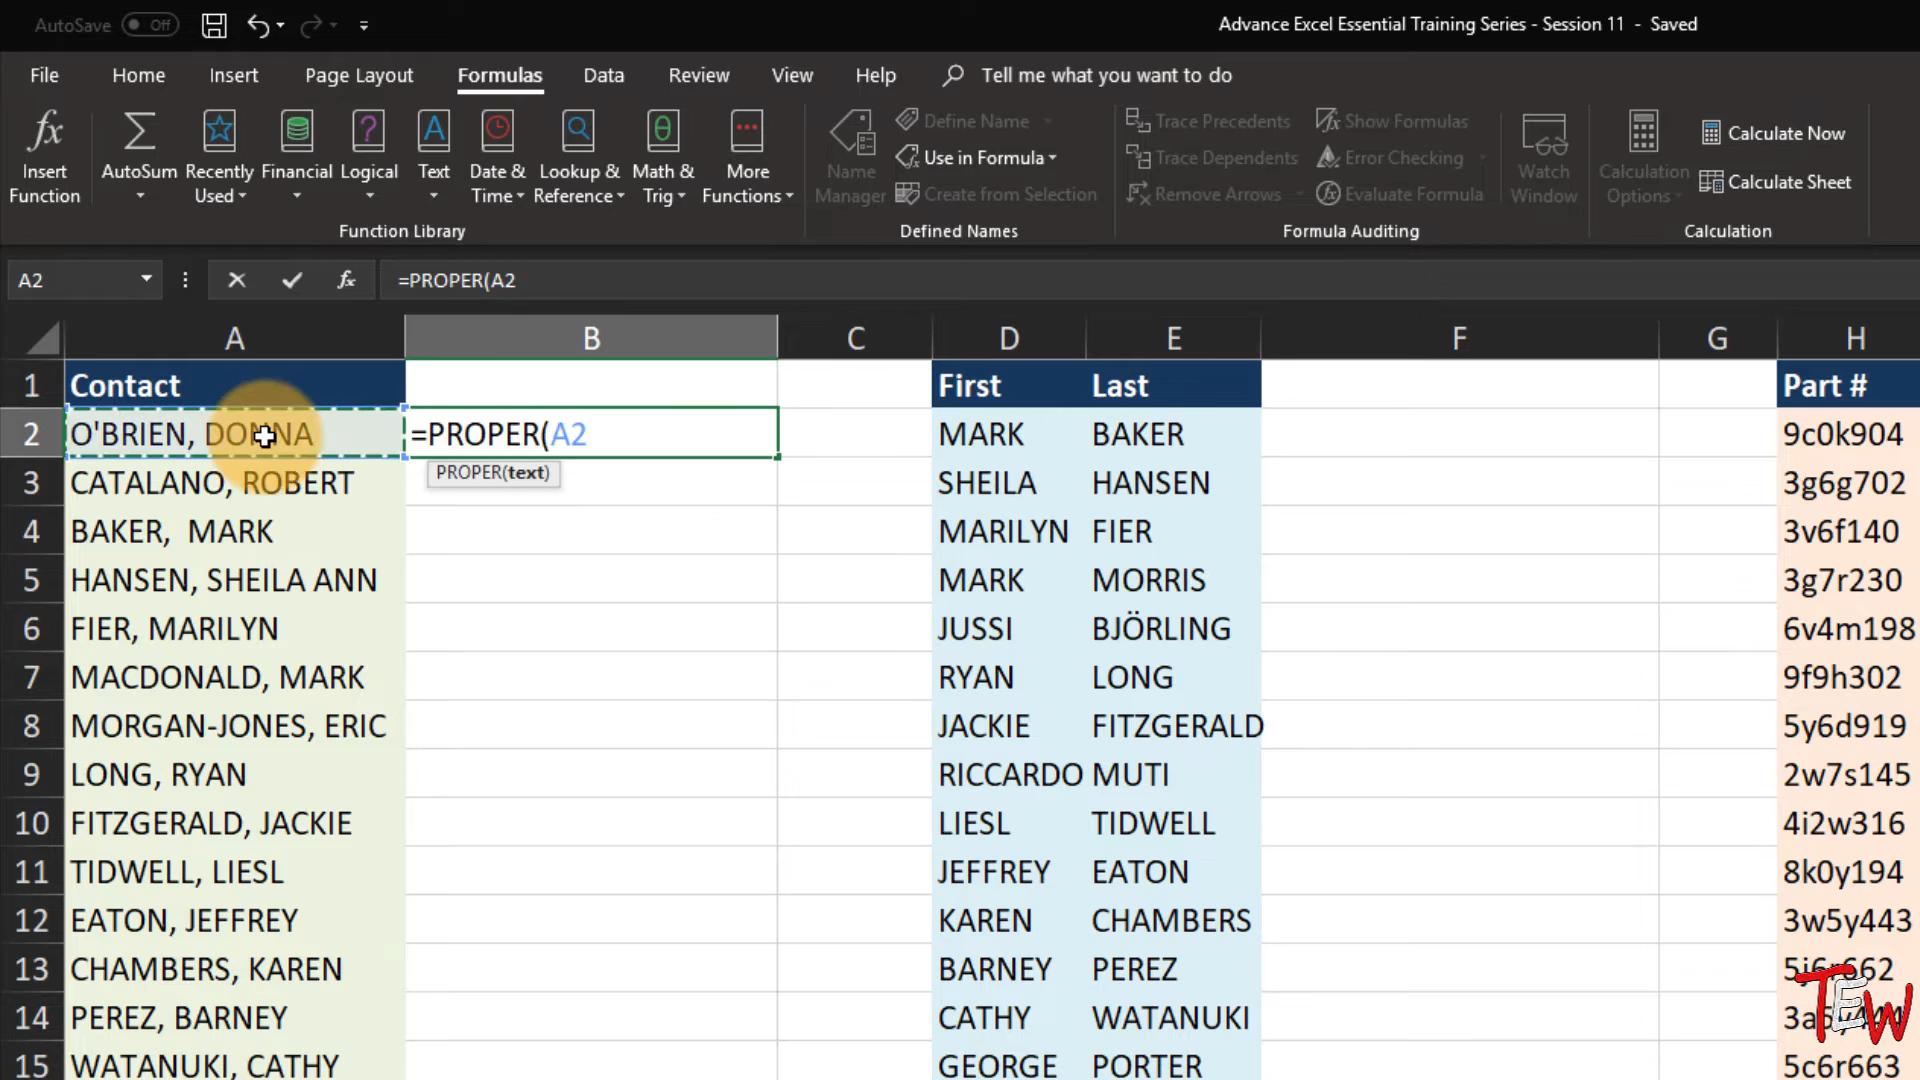 AutoSave Off
Advance Excel Essential Training Series - Session 11 - Saved
File Home Insert Page Layout Formulas Data Review View Help Tell me what you want to do
fx Insert Function
AutoSum
Recently Used
Financial
Logical
Text
Date & Time
Lookup & Reference
Math & Trig
More Functions
Function Library
Name Manager
Define Name
Use in Formula
Create from Selection
Defined Names
Trace Precedents
Trace Dependents
Remove Arrows
Show Formulas
Error Checking
Evaluate Formula
Watch Window
Formula Auditing
Calculation Options
Calculate Now
Calculate Sheet
Calculation
A2 fx =PROPER(A2
A B C D E F G H
1 Contact First Last Part #
2 O'BRIEN, DONNA =PROPER(A2 MARK BAKER 9c0k904
PROPER(text)
3 CATALANO, ROBERT SHEILA HANSEN 3g6g702
4 BAKER,  MARK MARILYN FIER 3v6f140
5 HANSEN, SHEILA ANN MARK MORRIS 3g7r230
6 FIER, MARILYN JUSSI BJÖRLING 6v4m198
7 MACDONALD, MARK RYAN LONG 9f9h302
8 MORGAN-JONES, ERIC JACKIE FITZGERALD 5y6d919
9 LONG, RYAN RICCARDO MUTI 2w7s145
10 FITZGERALD, JACKIE LIESL TIDWELL 4i2w316
11 TIDWELL, LIESL JEFFREY EATON 8k0y194
12 EATON, JEFFREY KAREN CHAMBERS 3w5y443
13 CHAMBERS, KAREN BARNEY PEREZ
14 PEREZ, BARNEY CATHY WATANUKI
15 WATANUKI, CATHY GEORGE PORTER 5c6r663
TEW